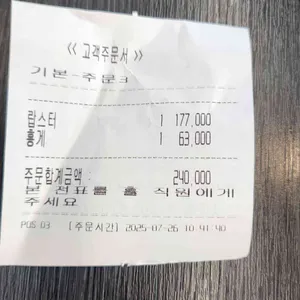 《 고객주문서 》
기본-주문3
랍스터 1 177,000
홍게 1 63,000
주문합계금액: 240,000
본 전표를 홀 직원에게
주세요
POS 03 [주문시간] 2025-07-26 10:41:40